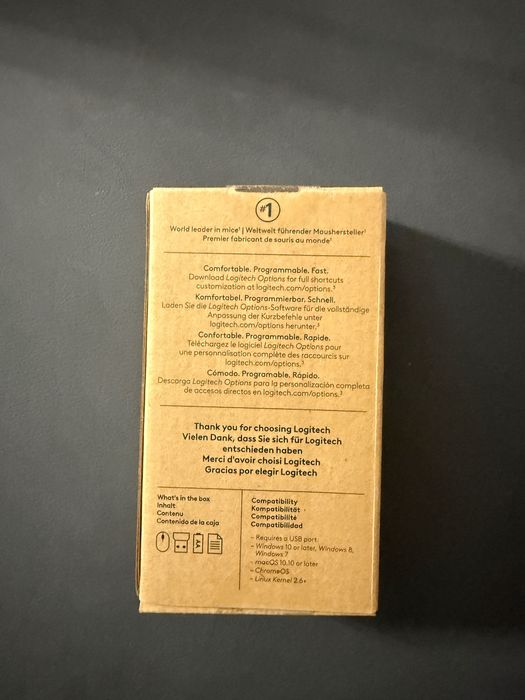 #1
World leader in mice¹ | Weltweit führender Maushersteller¹
Premier fabricant de souris au monde¹
Comfortable. Programmable. Fast.
Download Logitech Options for full shortcuts
customization at logitech.com/options.³
Komfortabel. Programmierbar. Schnell.
Laden Sie die Logitech Options-Software für die vollständige
Anpassung der Kurzbefehle unter
logitech.com/options herunter.³
Confortable. Programmable. Rapide.
Téléchargez le logiciel Logitech Options pour
une personnalisation complète des raccourcis sur
logitech.com/options.³
Cómodo. Programable. Rápido.
Descarga Logitech Options para la personalización completa
de accesos directos en logitech.com/options.³
Thank you for choosing Logitech
Vielen Dank, dass Sie sich für Logitech
entschieden haben
Merci d'avoir choisi Logitech
Gracias por elegir Logitech
What's in the box
Inhalt
Contenu
Contenido de la caja
Compatibility
Kompatibilität
Compatibilité
Compatibilidad
- Requires a USB port
- Windows 10 or later, Windows 8,
Windows 7
- macOS 10.10 or later
- ChromeOS
- Linux Kernel 2.6+